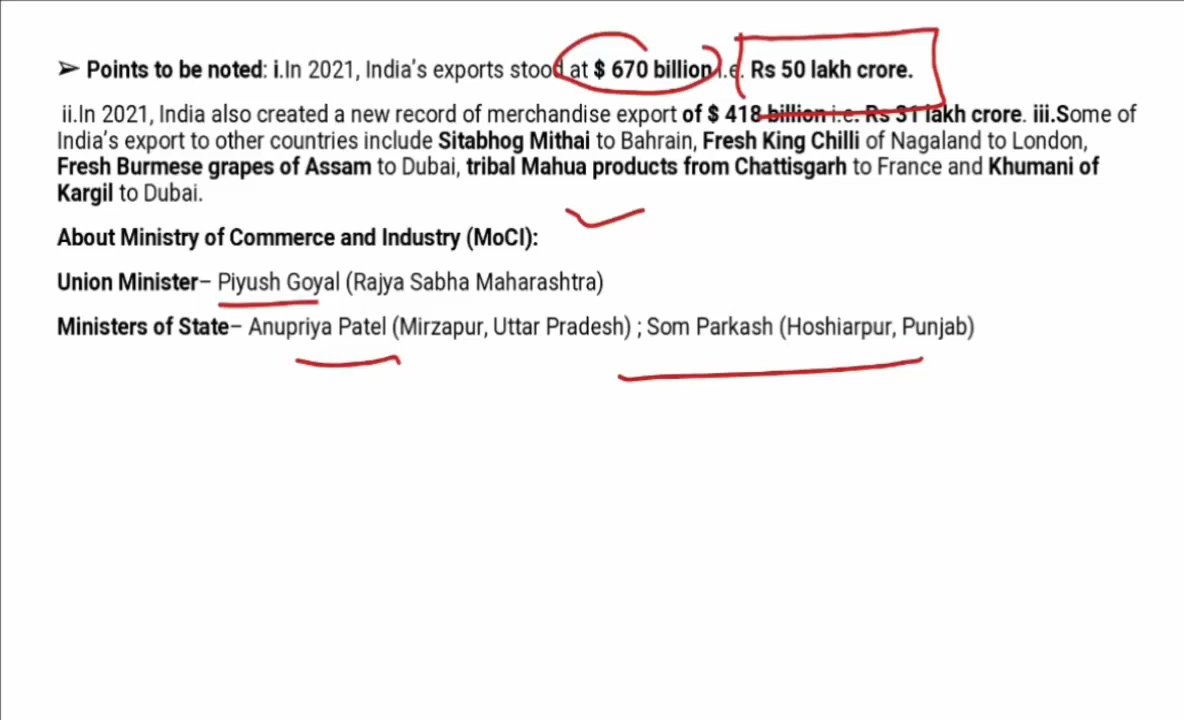 ➢ Points to be noted: i.In 2021, India's exports stood at $ 670 billion i.e. Rs 50 lakh crore.
ii.In 2021, India also created a new record of merchandise export of $ 418 billion i.e. Rs 31 lakh crore. iii.Some of
India's export to other countries include Sitabhog Mithai to Bahrain, Fresh King Chilli of Nagaland to London,
Fresh Burmese grapes of Assam to Dubai, tribal Mahua products from Chattisgarh to France and Khumani of
Kargil to Dubai.
About Ministry of Commerce and Industry (MoCI):
Union Minister– Piyush Goyal (Rajya Sabha Maharashtra)
Ministers of State– Anupriya Patel (Mirzapur, Uttar Pradesh) ; Som Parkash (Hoshiarpur, Punjab)